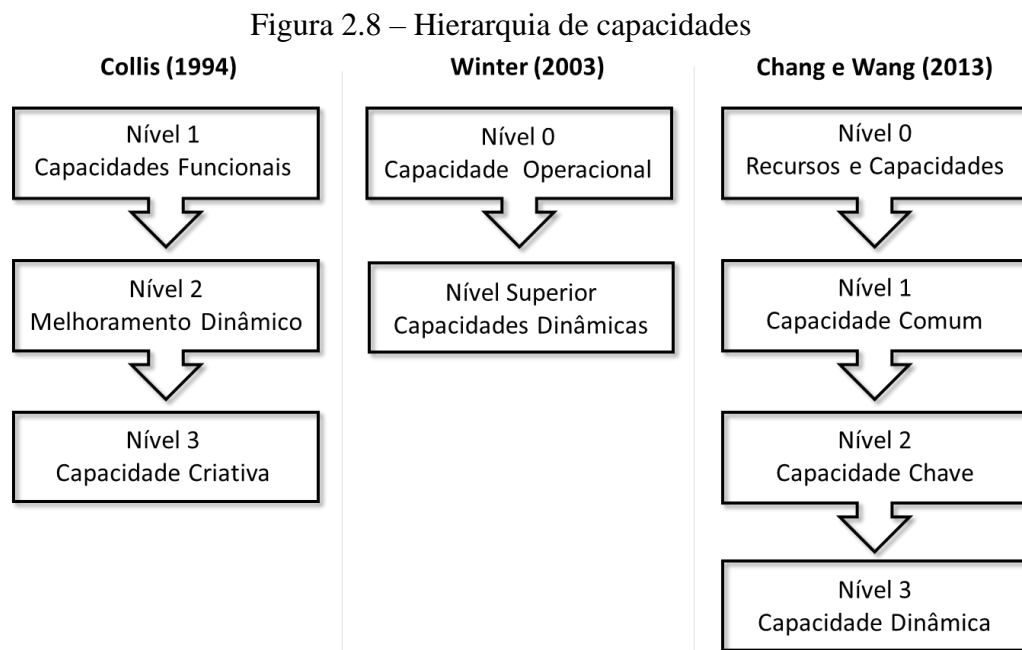 Figura 2.8 – Hierarquia de capacidades
Collis (1994)
Nível 1
Capacidades Funcionais
Nível 2
Melhoramento Dinâmico
Nível 3
Capacidade Criativa
Winter (2003)
Nível 0
Capacidade Operacional
Nível Superior
Capacidades Dinâmicas
Chang e Wang (2013)
Nível 0
Recursos e Capacidades
Nível 1
Capacidade Comum
Nível 2
Capacidade Chave
Nível 3
Capacidade Dinâmica